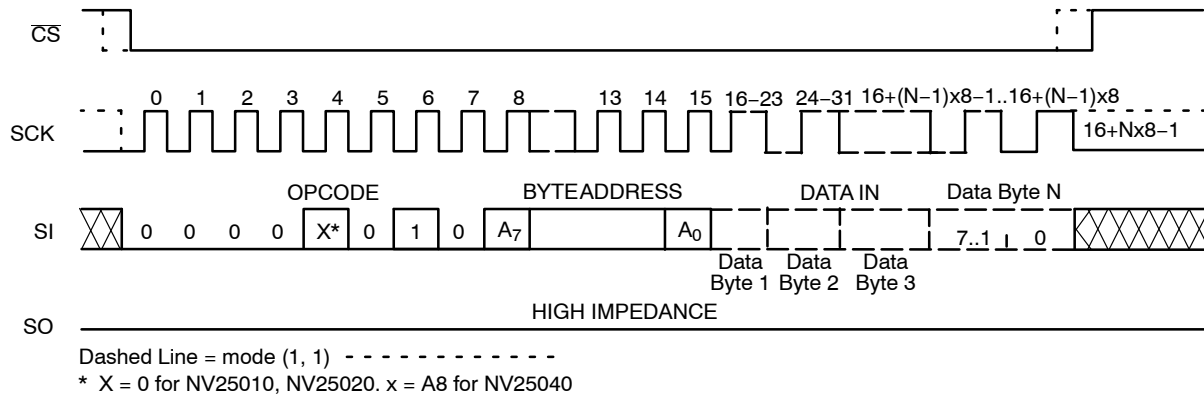 CS
0 1 2 3 4 5 6 7 8 13 14 15 16–23 24–31 16+(N–1)x8–1..16+(N–1)x8
SCK
16+Nx8–1
OPCODE BYTEADDRESS DATA IN Data Byte N
SI 0 0 0 0 X* 0 1 0 A7 A0 7..1 0
Data Byte 1
Data Byte 2
Data Byte 3
HIGH IMPEDANCE
SO
Dashed Line = mode (1, 1)
* X = 0 for NV25010, NV25020. x = A8 for NV25040